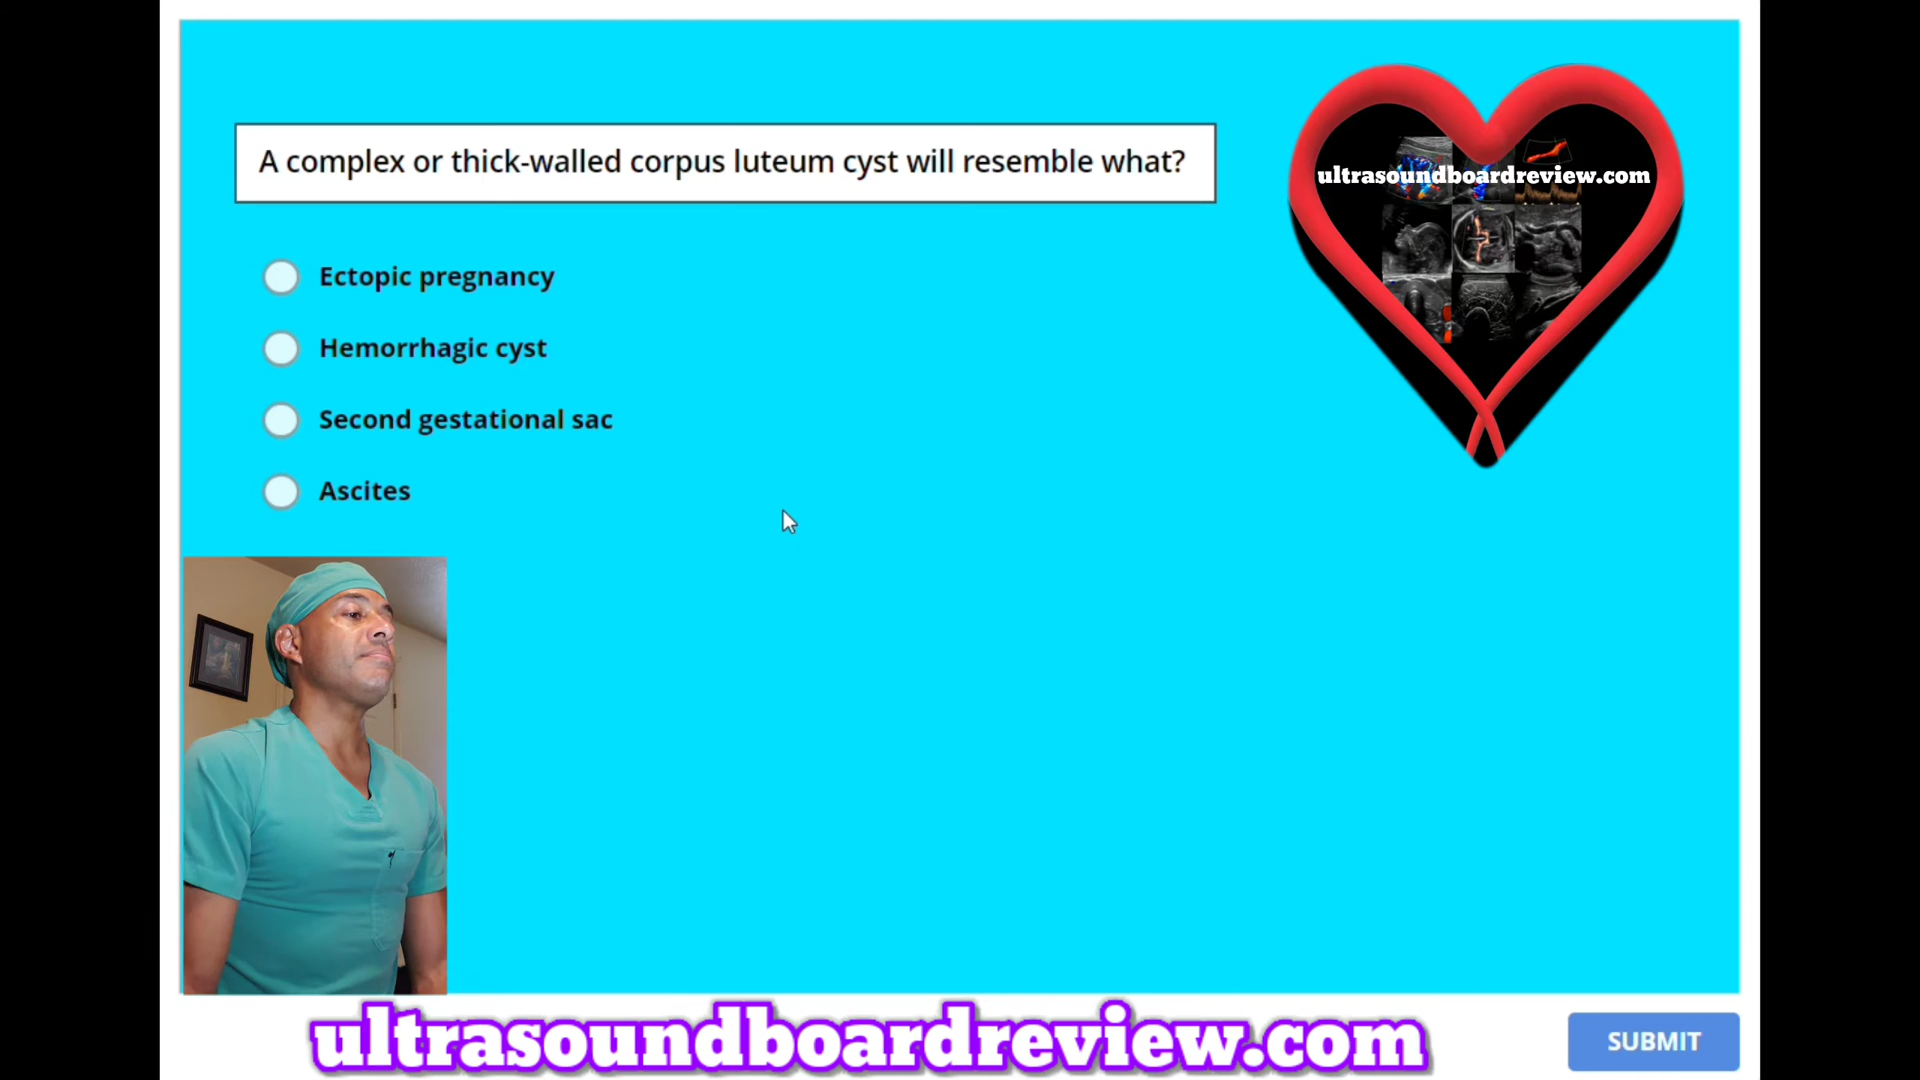 A complex or thick-walled corpus luteum cyst will resemble what?
ultrasoundboardreview.com
Ectopic pregnancy
Hemorrhagic cyst
Second gestational sac
Ascites
ultrasoundboardreview.com
SUBMIT